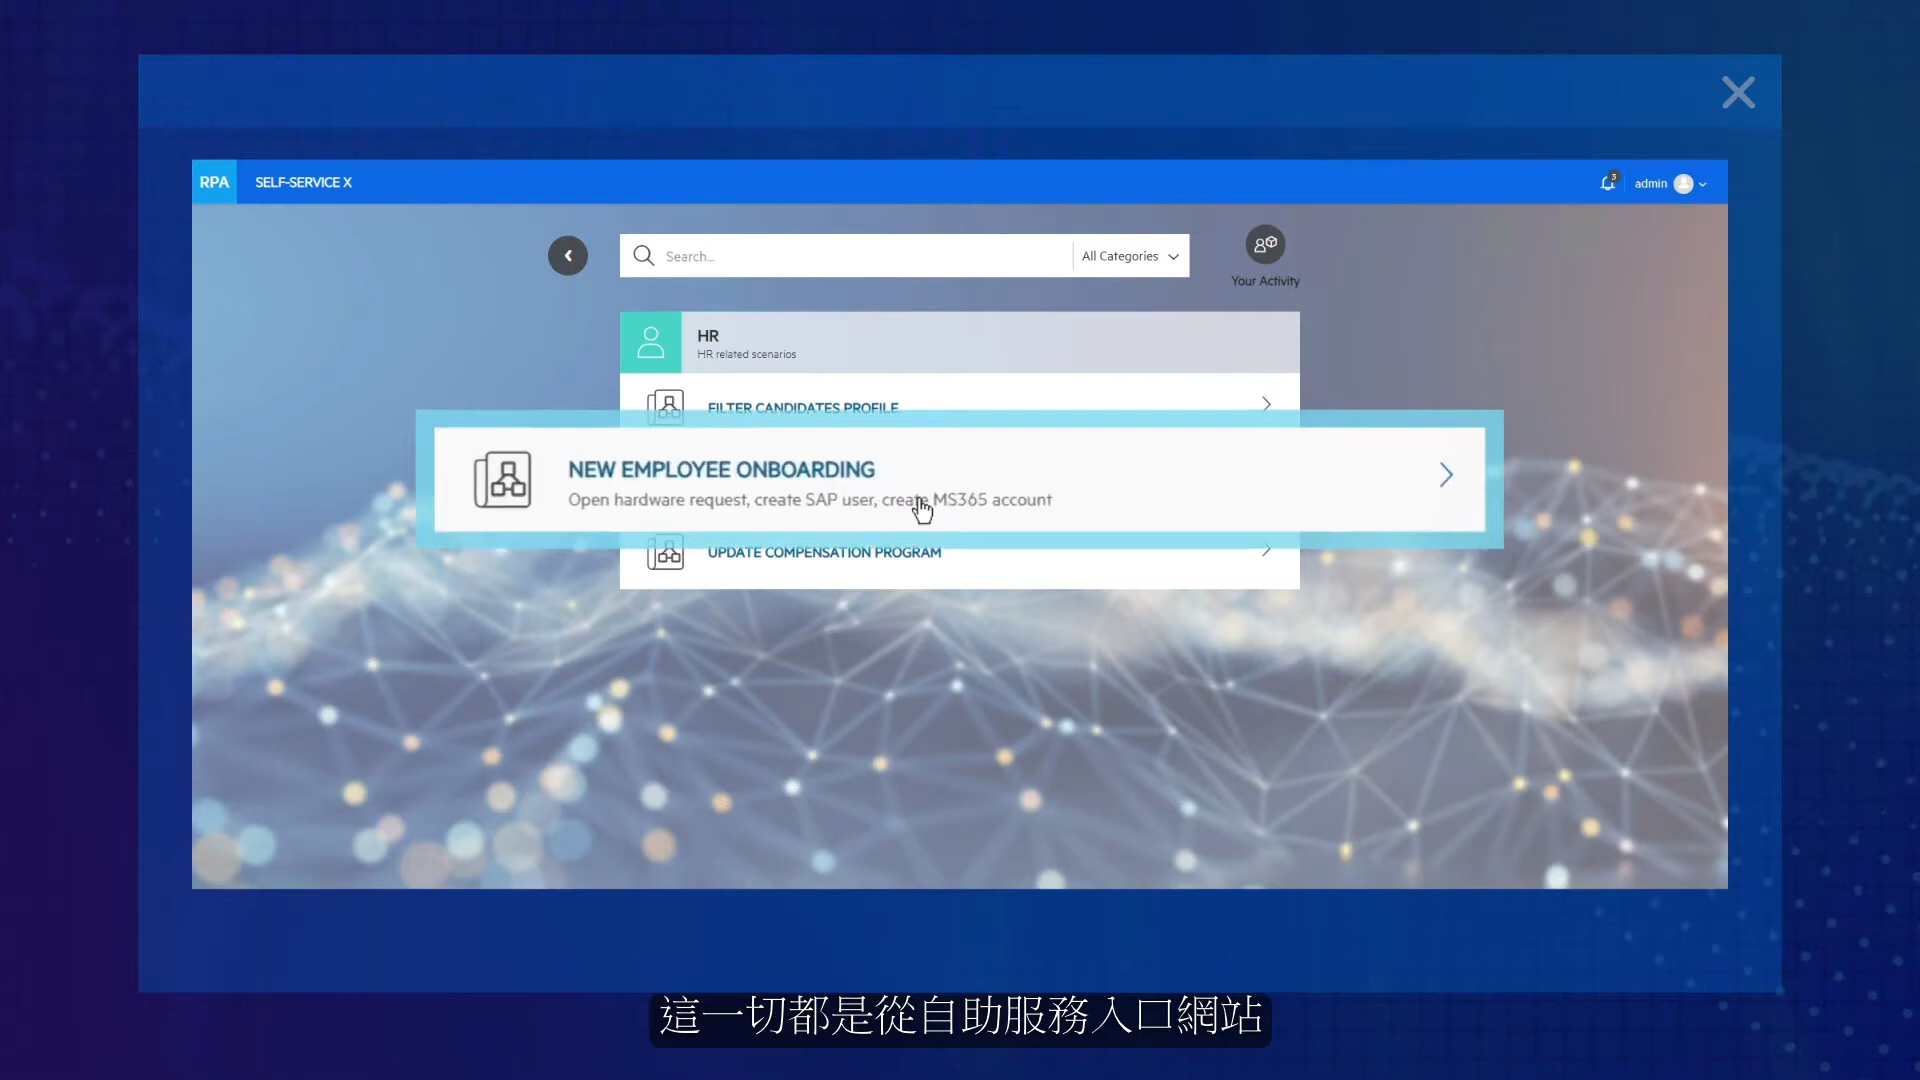 RPA SELF-SERVICE X
3
admin
Search...
All Categories
Your Activity
HR
HR related scenarios
FILTER CANDIDATES PROFILE
NEW EMPLOYEE ONBOARDING
Open hardware request, create SAP user, create MS365 account
UPDATE COMPENSATION PROGRAM
這一切都是從自助服務入口網站